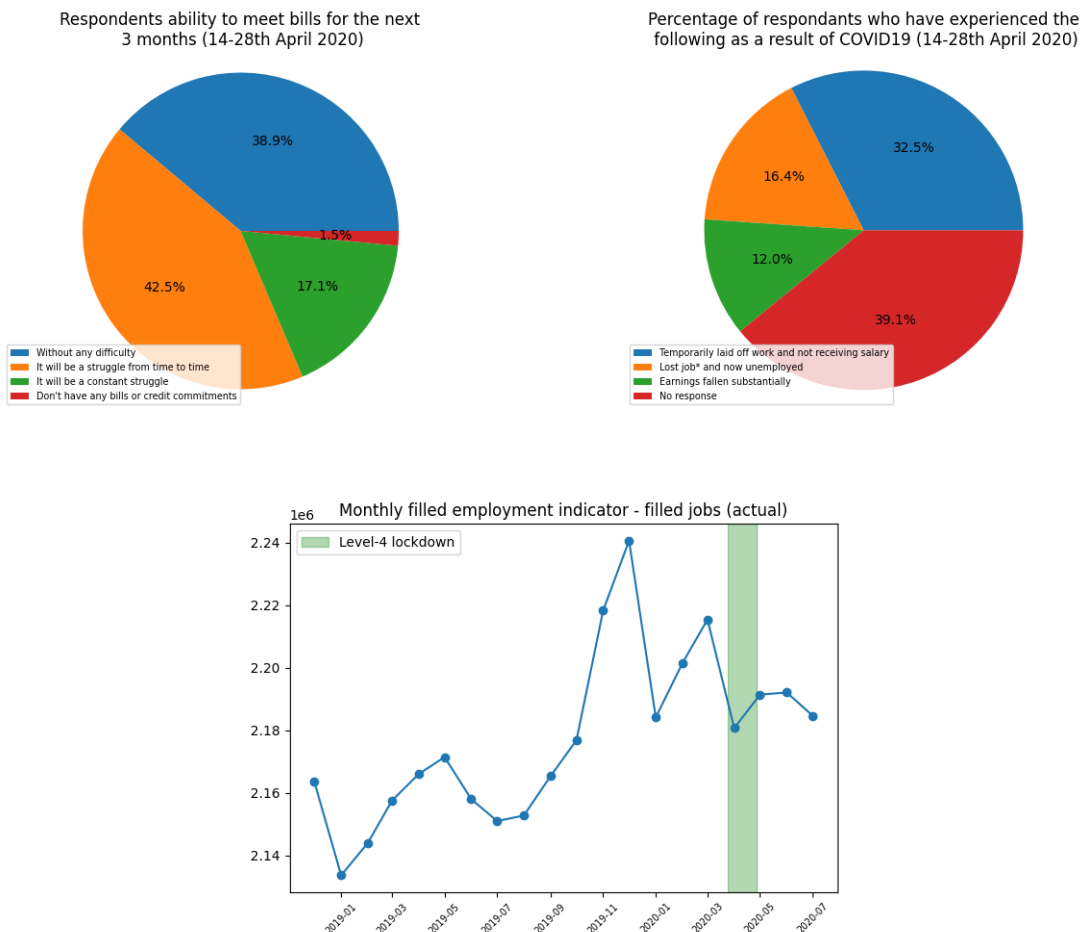 Respondents ability to meet bills for the next
3 months (14-28th April 2020)
38.9%
1.5%
42.5%
17.1%
Without any difficulty
It will be a struggle from time to time
It will be a constant struggle
Don't have any bills or credit commitments
Percentage of respondants who have experienced the
following as a result of COVID19 (14-28th April 2020)
32.5%
16.4%
12.0%
39.1%
Temporarily laid off work and not receiving salary
Lost job* and now unemployed
Earnings fallen substantially
No response
Monthly filled employment indicator - filled jobs (actual)
1e6
Level-4 lockdown
2.24
2.22
2.20
2.18
2.16
2.14
2019-01
2019-03
2019-05
2019-07
2019-09
2019-11
2020-01
2020-03
2020-05
2020-07